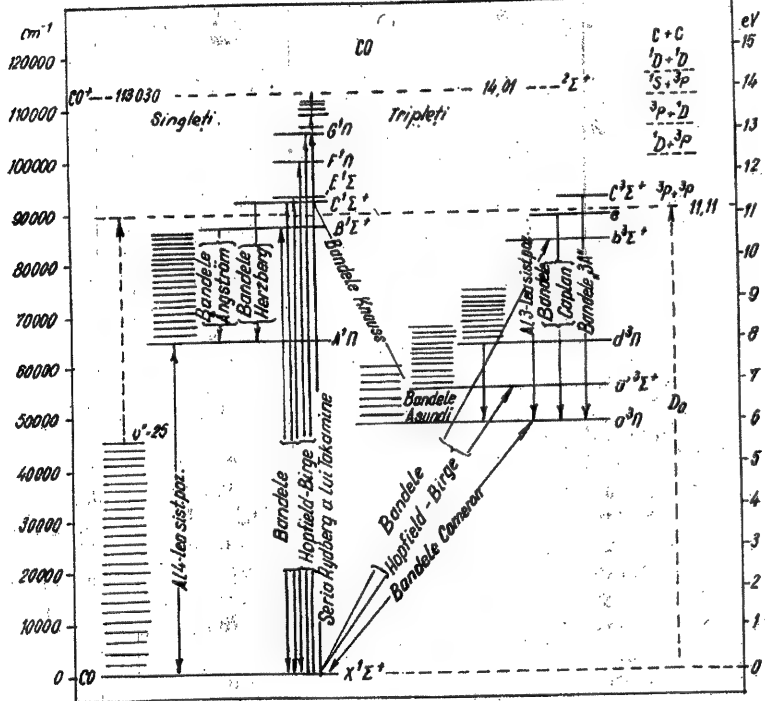 cm⁻¹
120000
110000
100000
90000
80000
70000
60000
50000
40000
30000
20000
10000
0
CO
CO⁺
113030
14,01
²Σ⁺
Singleți
Tripleți
G¹Π
F¹Π
E¹Σ
C¹Σ⁺
B¹Σ⁺
A¹Π
X¹Σ⁺
C³Σ⁺
³P+³P
11,11
b³Σ⁺
d³Π
a'³Σ⁺
a³Π
D₀
v"=25
CO
Al 4-lea sist.poz.
Bandele
Ångström
Bandele
Herzberg
Bandele
Hopfield-Birge
Seria Rydberg a lui Takamine
Bandele Knauss
Bandele
Asundi
Al 3-lea sist.poz.
Bandele
Caplan
Bandele „3A"
Bandele
Hopfield-Birge
Bandele Cameron
C+C
¹D+¹D
¹S+³P
³P+¹D
¹D+³P
eV
15
14
13
12
11
10
9
8
7
6
5
4
3
2
1
0